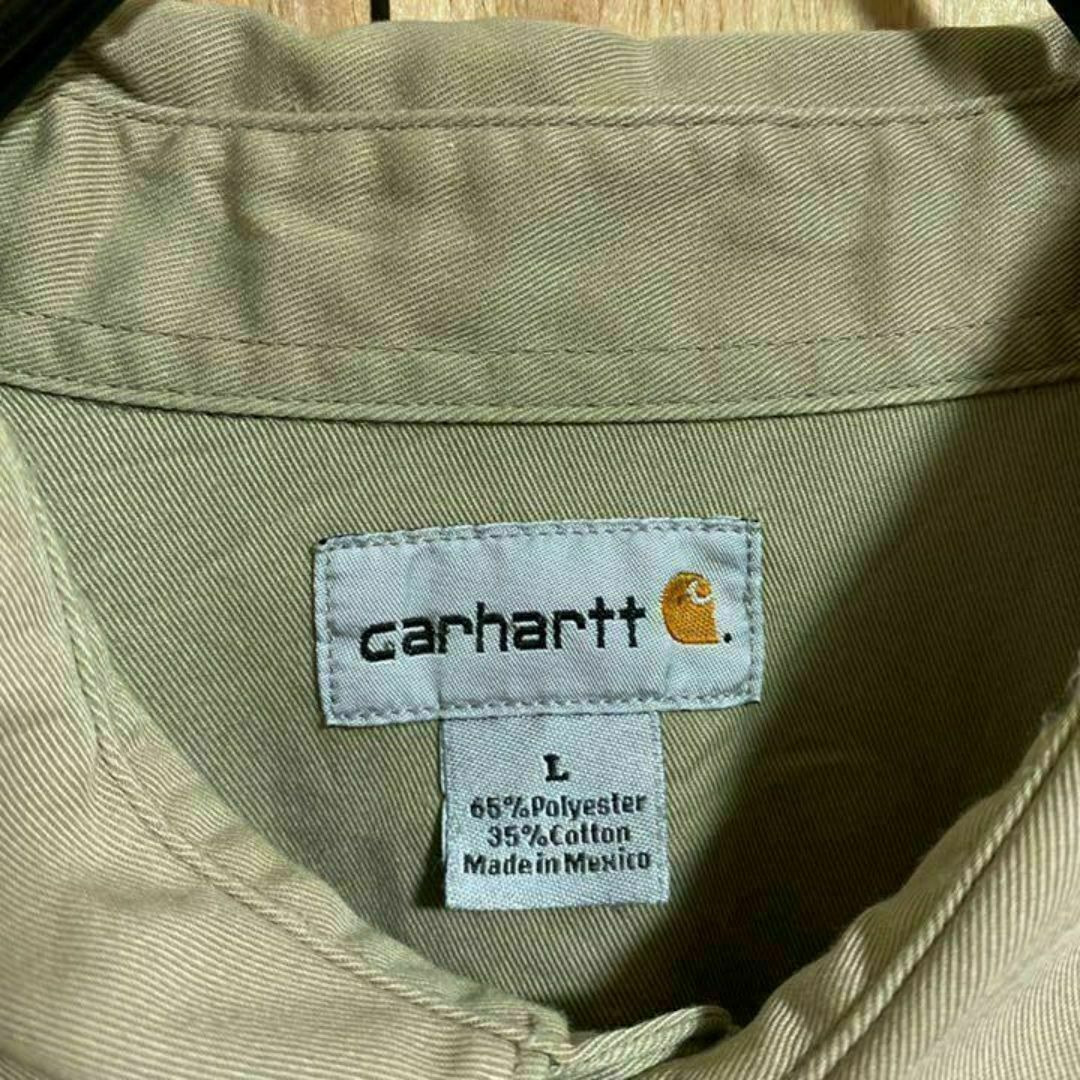 carhartt
L
65%Polyester
35%Cotton
Made in Mexico